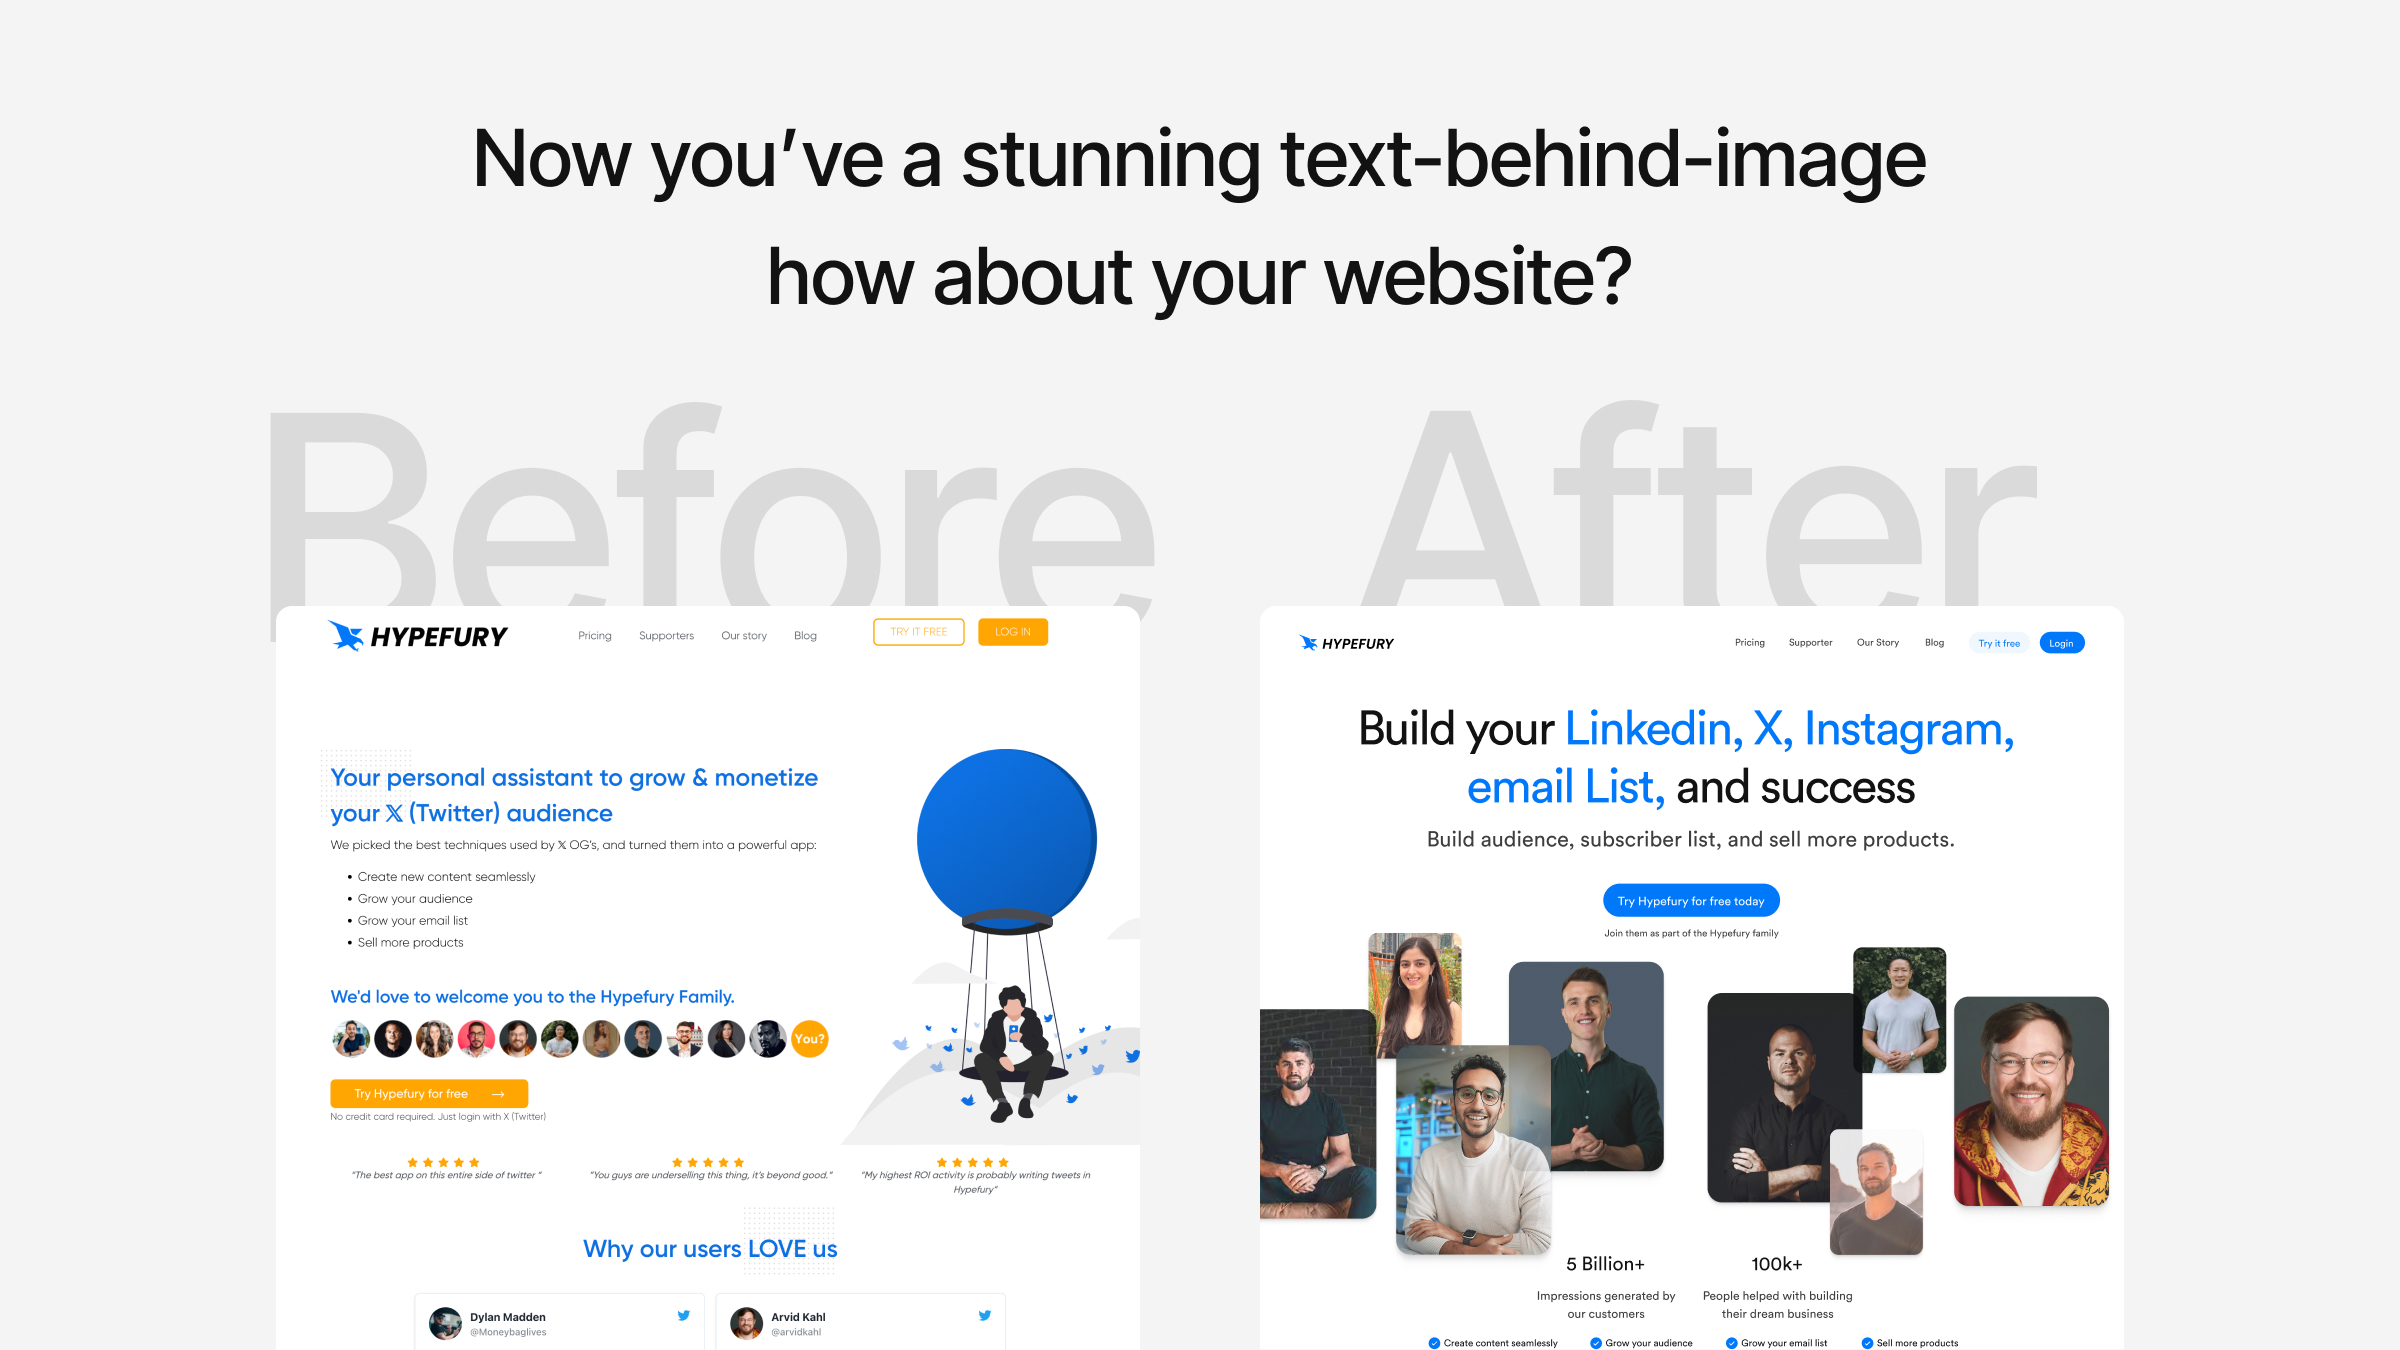 Now you’ve a stunning text-behind-image
how about your website?
Before
HYPEFURY
Pricing Supporters Our story Blog
TRY IT FREE
LOG IN
Your personal assistant to grow & monetize
your 𝕏 (Twitter) audience
We picked the best techniques used by 𝕏 OG's, and turned them into a powerful app:
• Create new content seamlessly
• Grow your audience
• Grow your email list
• Sell more products
We'd love to welcome you to the Hypefury Family.
You?
Try Hypefury for free →
No credit card required. Just login with X (Twitter)
“The best app on this entire side of twitter ”
“You guys are underselling this thing, it’s beyond good.”
“My highest ROI activity is probably writing tweets in
Hypefury”
Why our users LOVE us
Dylan Madden
@Moneybaglives
Arvid Kahl
@arvidkahl
After
HYPEFURY
Pricing Supporter Our Story Blog
Try it free
Login
Build your Linkedin, X, Instagram,
email List, and success
Build audience, subscriber list, and sell more products.
Try Hypefury for free today
Join them as part of the Hypefury family
5 Billion+
Impressions generated by
our customers
100k+
People helped with building
their dream business
Create content seamlessly
Grow your audience
Grow your email list
Sell more products